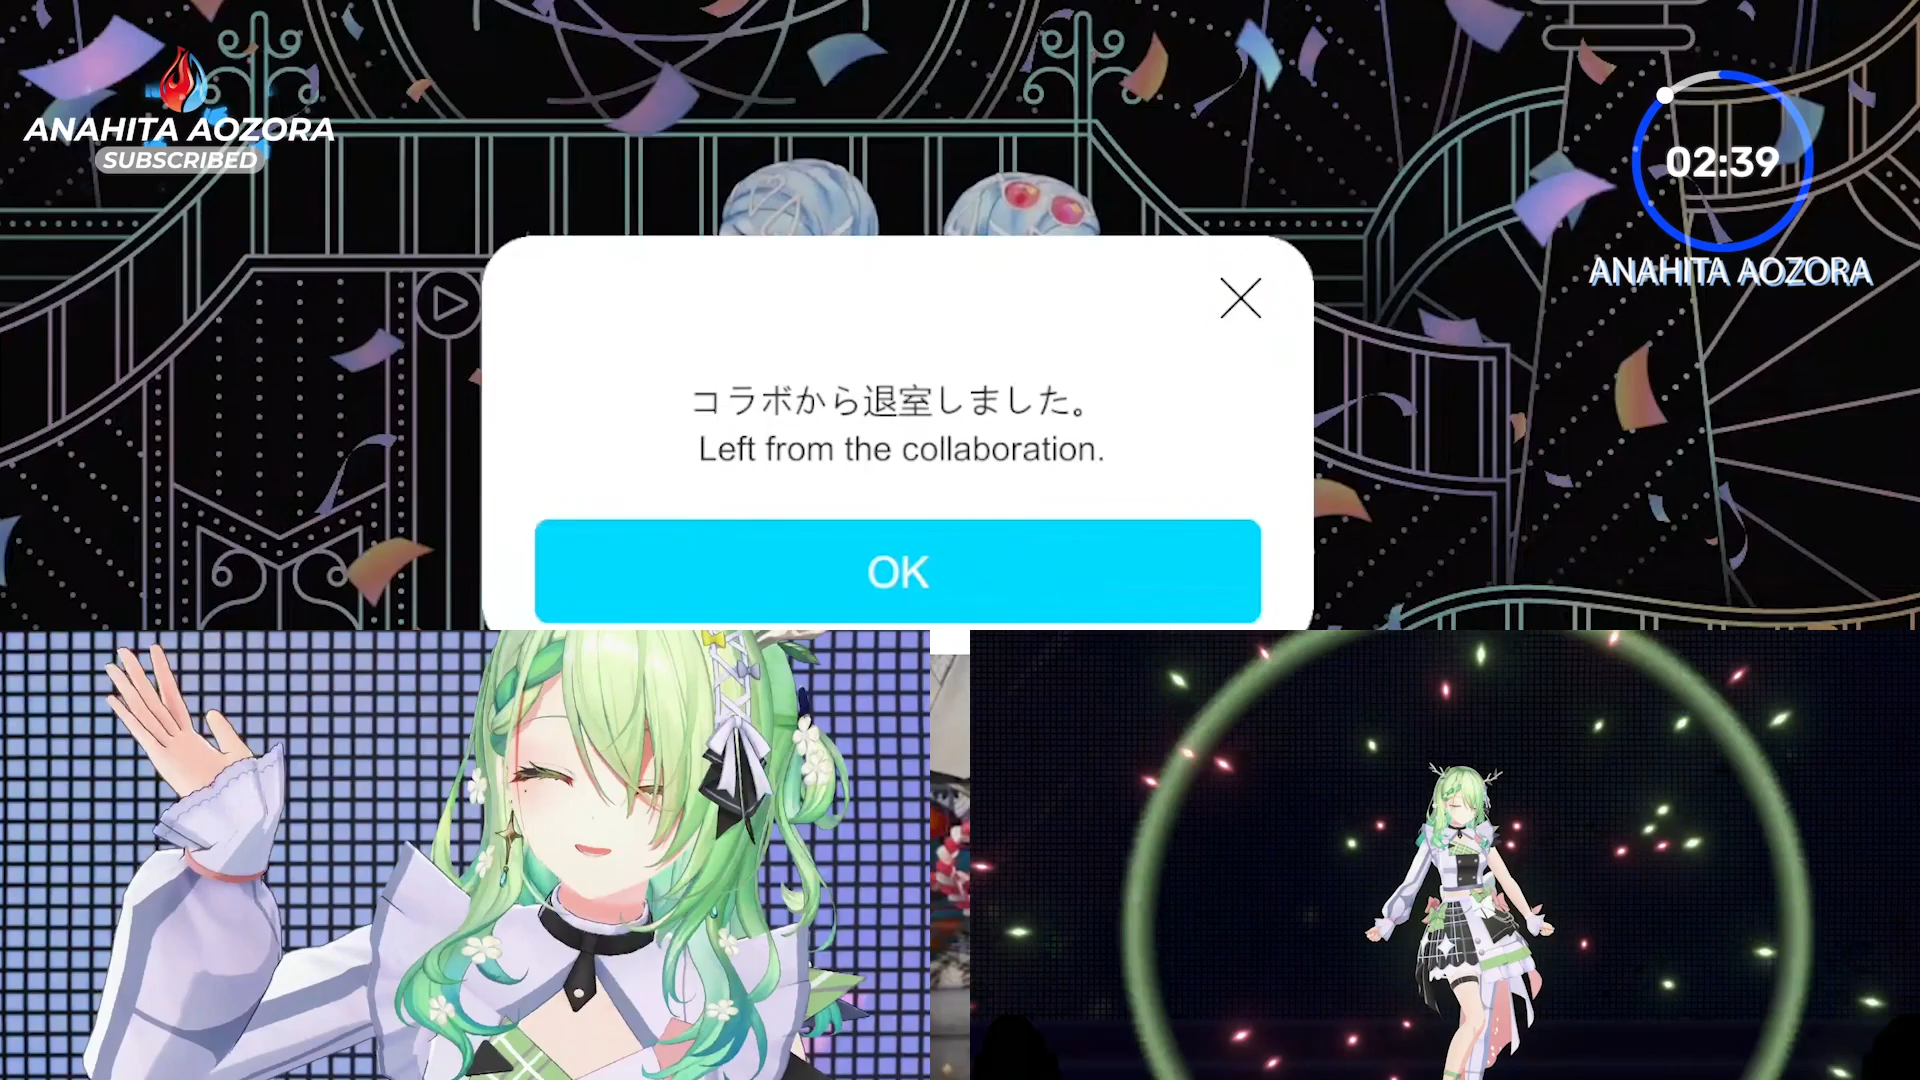 ANAHITA AOZORA
SUBSCRIBED
02:39
ANAHITA AOZORA
コラボから退室しました。
Left from the collaboration.
OK